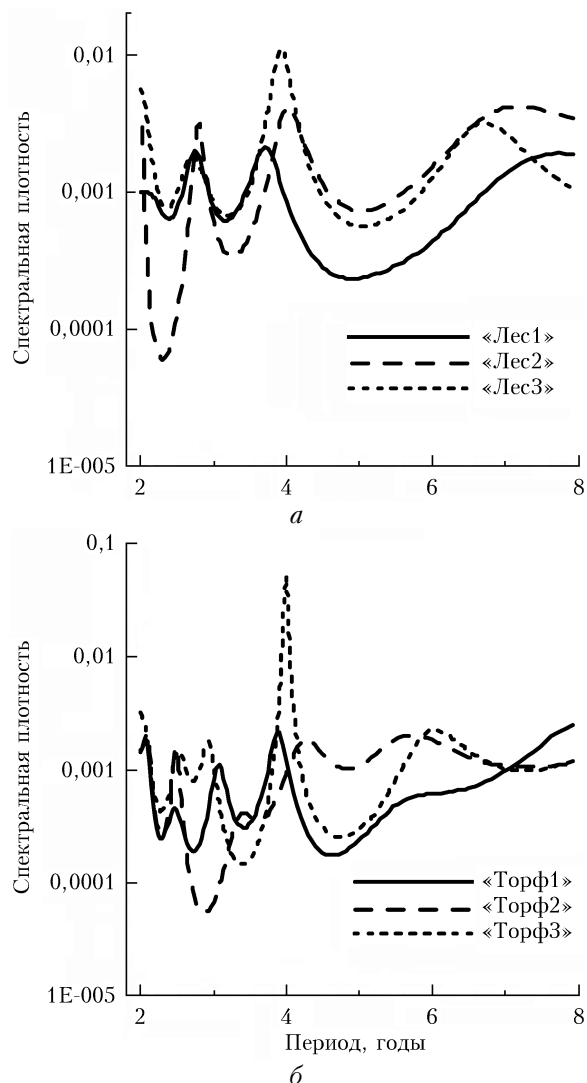 Спектральная плотность
0,01
0,001
0,0001
1E-005
«Лес1»
«Лес2»
«Лес3»
2 4 6 8
а
Спектральная плотность
0,1
0,01
0,001
0,0001
1E-005
«Торф1»
«Торф2»
«Торф3»
2 4 6 8
Период, годы
б